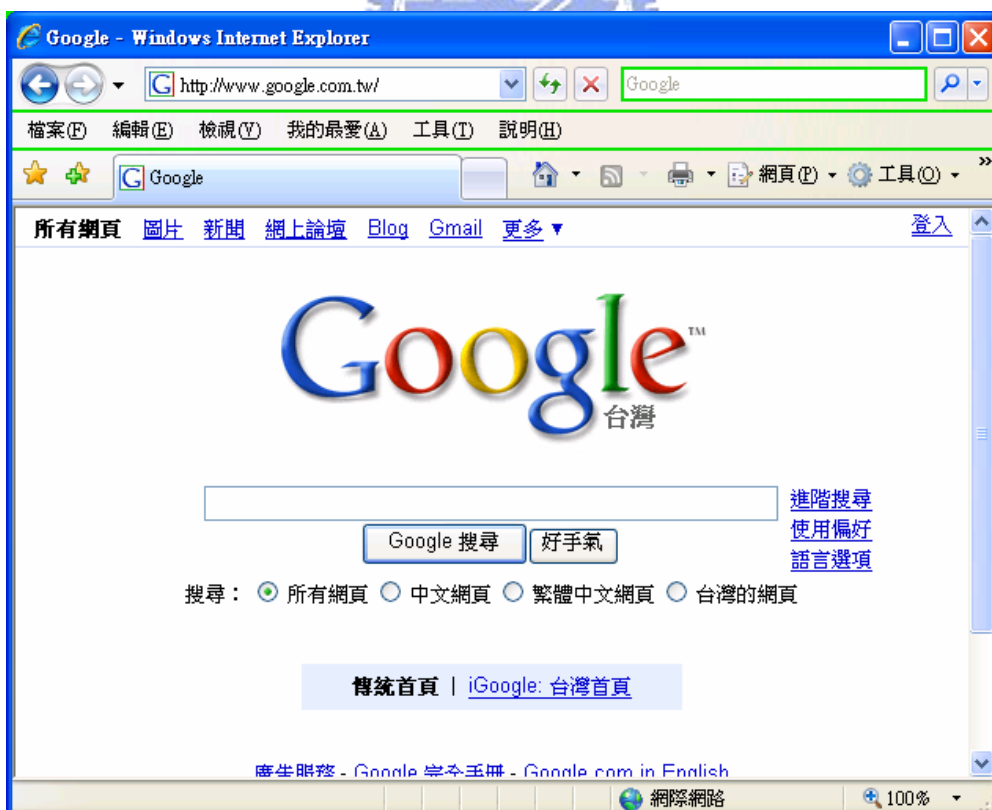 Google - Windows Internet Explorer
http://www.google.com.tw/ Google
檔案(F) 編輯(E) 檢視(V) 我的最愛(A) 工具(T) 說明(H)
Google 網頁(P) 工具(O) »
所有網頁 圖片 新聞 網上論壇 Blog Gmail 更多 ▼ 登入
Google™
台灣
進階搜尋
Google 搜尋 好手氣 使用偏好
語言選項
搜尋： 所有網頁 中文網頁 繁體中文網頁 台灣的網頁
傳統首頁 | iGoogle: 台灣首頁
廣告服務 - Google 完全手冊 - Google.com in English
網際網路 100%